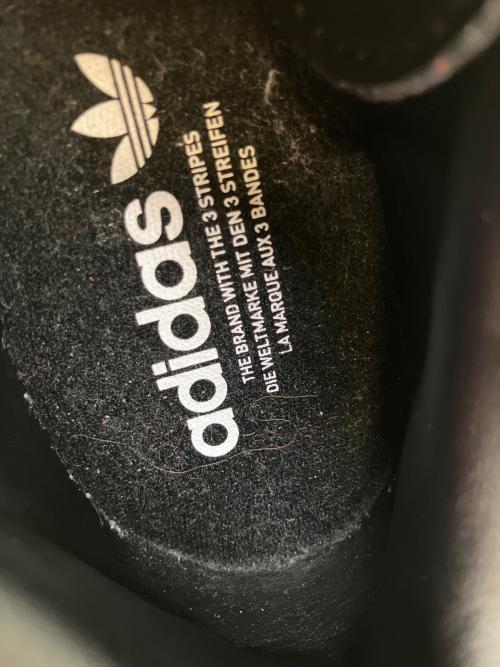 adidas
THE BRAND WITH THE 3 STRIPES
DIE WELTMARKE MIT DEN 3 STREIFEN
LA MARQUE AUX 3 BANDES